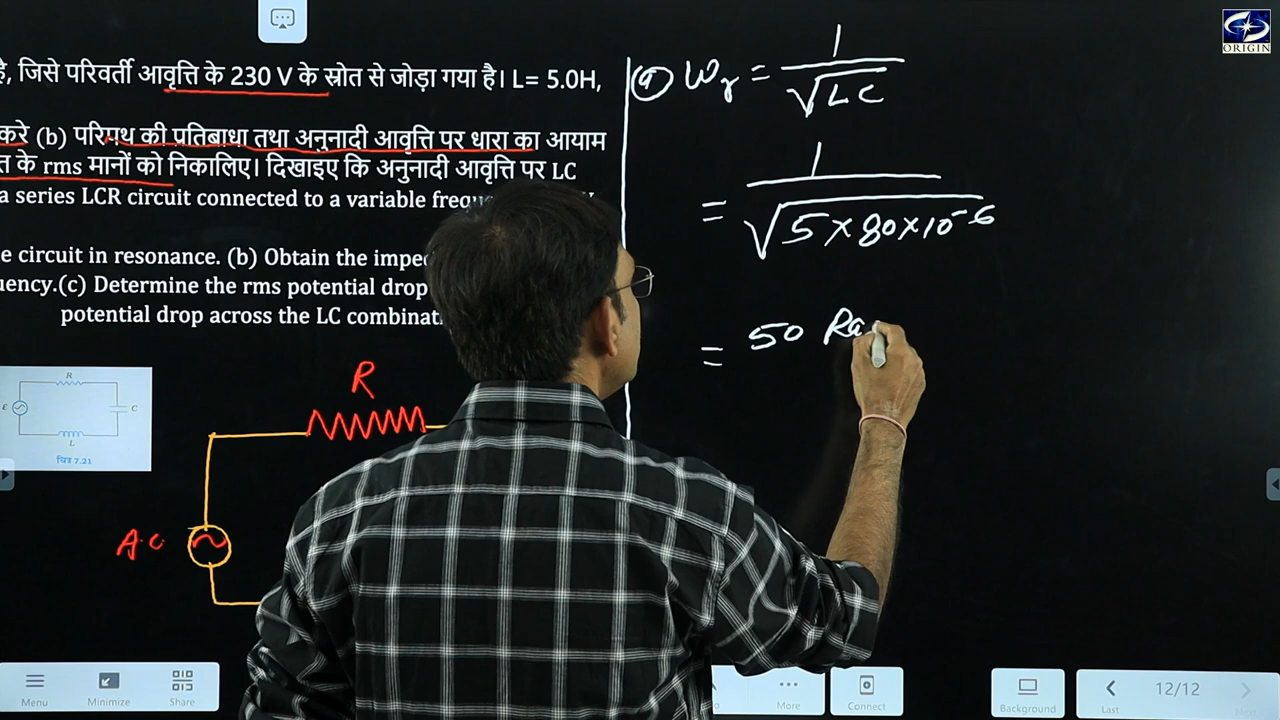 है, जिसे परिवर्ती आवृत्ति के 230 V के स्रोत से जोड़ा गया है। L= 5.0H,
करे (b) परिपथ की प्रतिबाधा तथा अनुनादी आवृत्ति पर धारा का आयाम
त के rms मानों को निकालिए। दिखाइए कि अनुनादी आवृत्ति पर LC
a series LCR circuit connected to a variable
e circuit in resonance. (b) Obtain the
uency.(c) Determine the rms potential drop
potential drop across the LC
R
ε
C
L
चित्र 7.21
R
A.C
(a) ωr = 1/√LC
= 1/√5×80×10-6
= 50 Ra
ORIGIN
Menu
Minimize
Share
More
Connect
Background
Last
12/12
Next